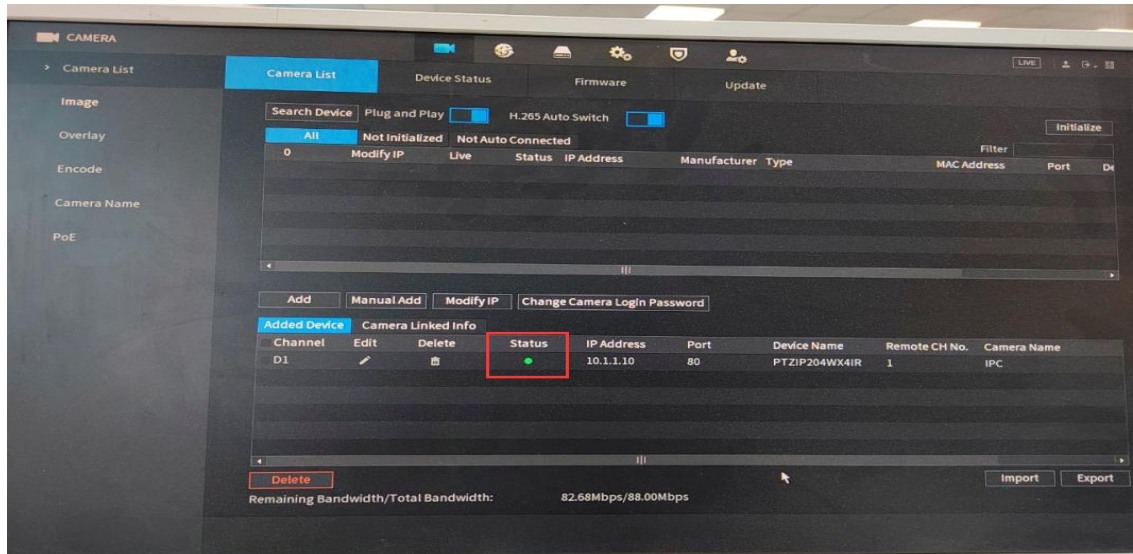 CAMERA
LIVE
> Camera List
Image
Overlay
Encode
Camera Name
PoE
Camera List Device Status Firmware Update
Search Device Plug and Play H.265 Auto Switch Initialize
All Not Initialized Not Auto Connected Filter
0 Modify IP Live Status IP Address Manufacturer Type MAC Address Port De
Add Manual Add Modify IP Change Camera Login Password
Added Device Camera Linked Info
Channel Edit Delete Status IP Address Port Device Name Remote CH No. Camera Name
D1 10.1.1.10 80 PTZIP204WX4IR 1 IPC
Delete Import Export
Remaining Bandwidth/Total Bandwidth: 82.68Mbps/88.00Mbps